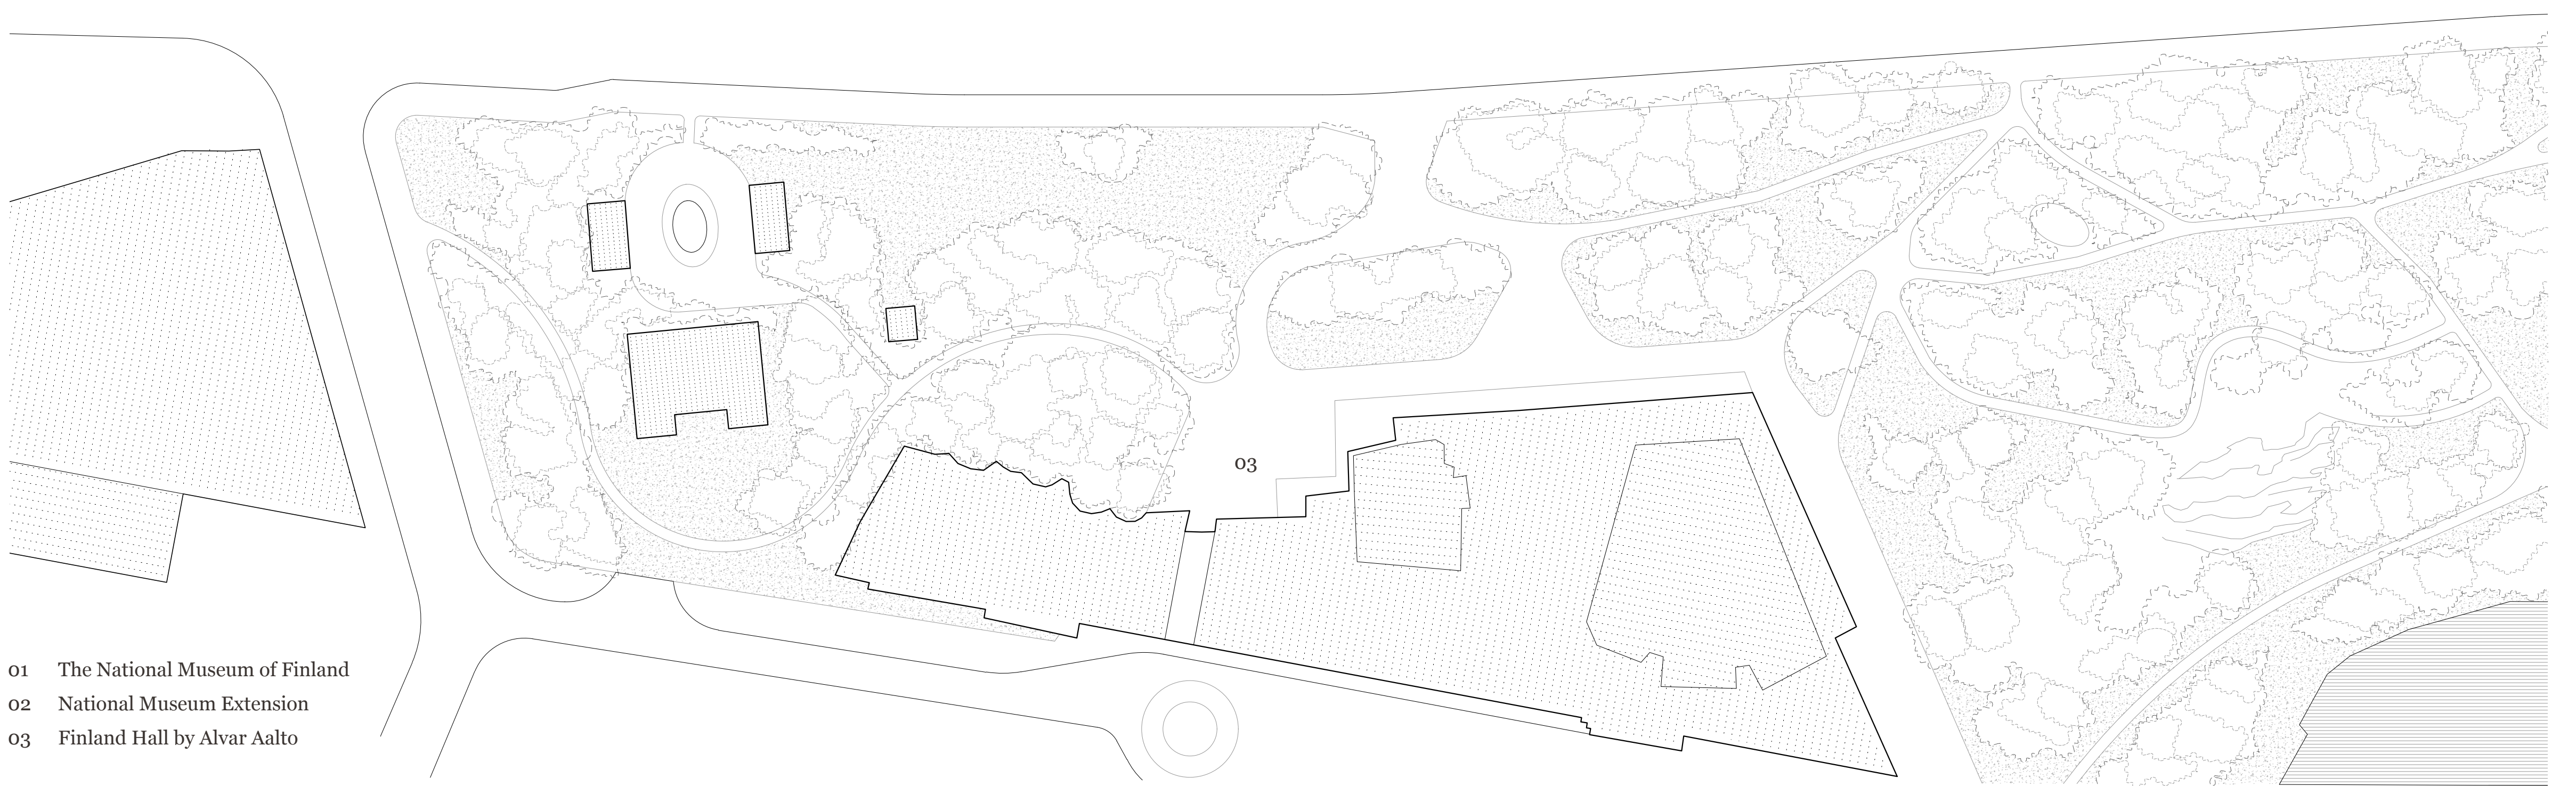 03
01 The National Museum of Finland
02 National Museum Extension
03 Finland Hall by Alvar Aalto